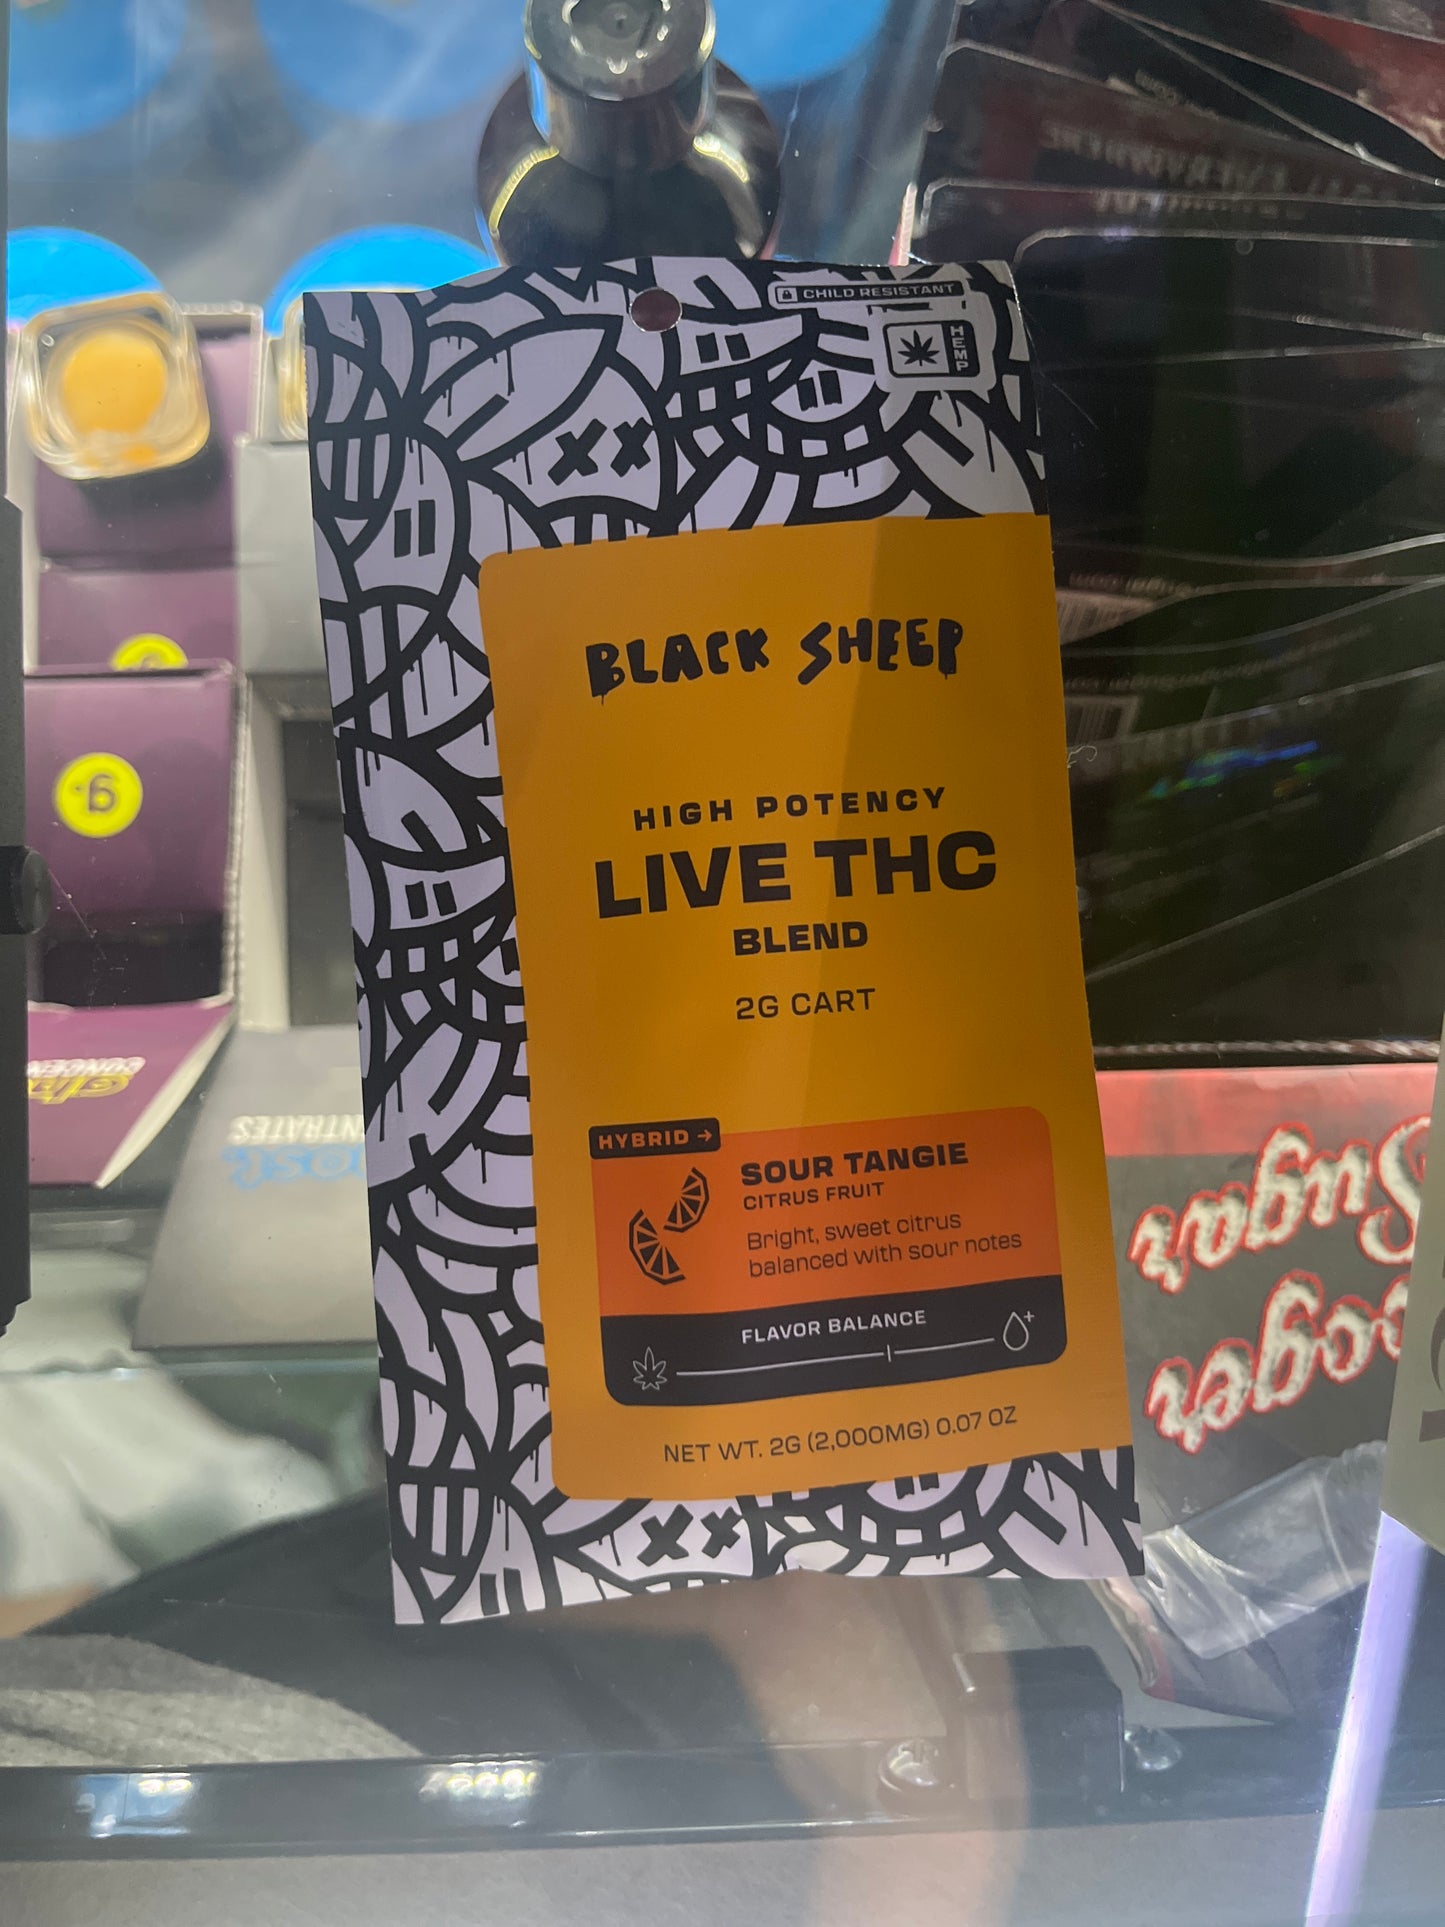 CHILD RESISTANT
HEMP
BLACK SHEEP
HIGH POTENCY
LIVE THC
BLEND
2G CART
HYBRID →
SOUR TANGIE
CITRUS FRUIT
Bright, sweet citrus
balanced with sour notes
FLAVOR BALANCE
NET WT. 2G (2,000MG) 0.07 OZ
Sugar